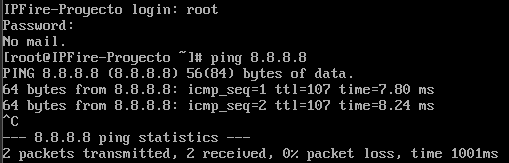 IPFire-Proyecto login: root
Password:
No mail.
[root@IPFire-Proyecto ~]# ping 8.8.8.8
PING 8.8.8.8 (8.8.8.8) 56(84) bytes of data.
64 bytes from 8.8.8.8: icmp_seq=1 ttl=107 time=7.80 ms
64 bytes from 8.8.8.8: icmp_seq=2 ttl=107 time=8.24 ms
^C
--- 8.8.8.8 ping statistics ---
2 packets transmitted, 2 received, 0% packet loss, time 1001ms